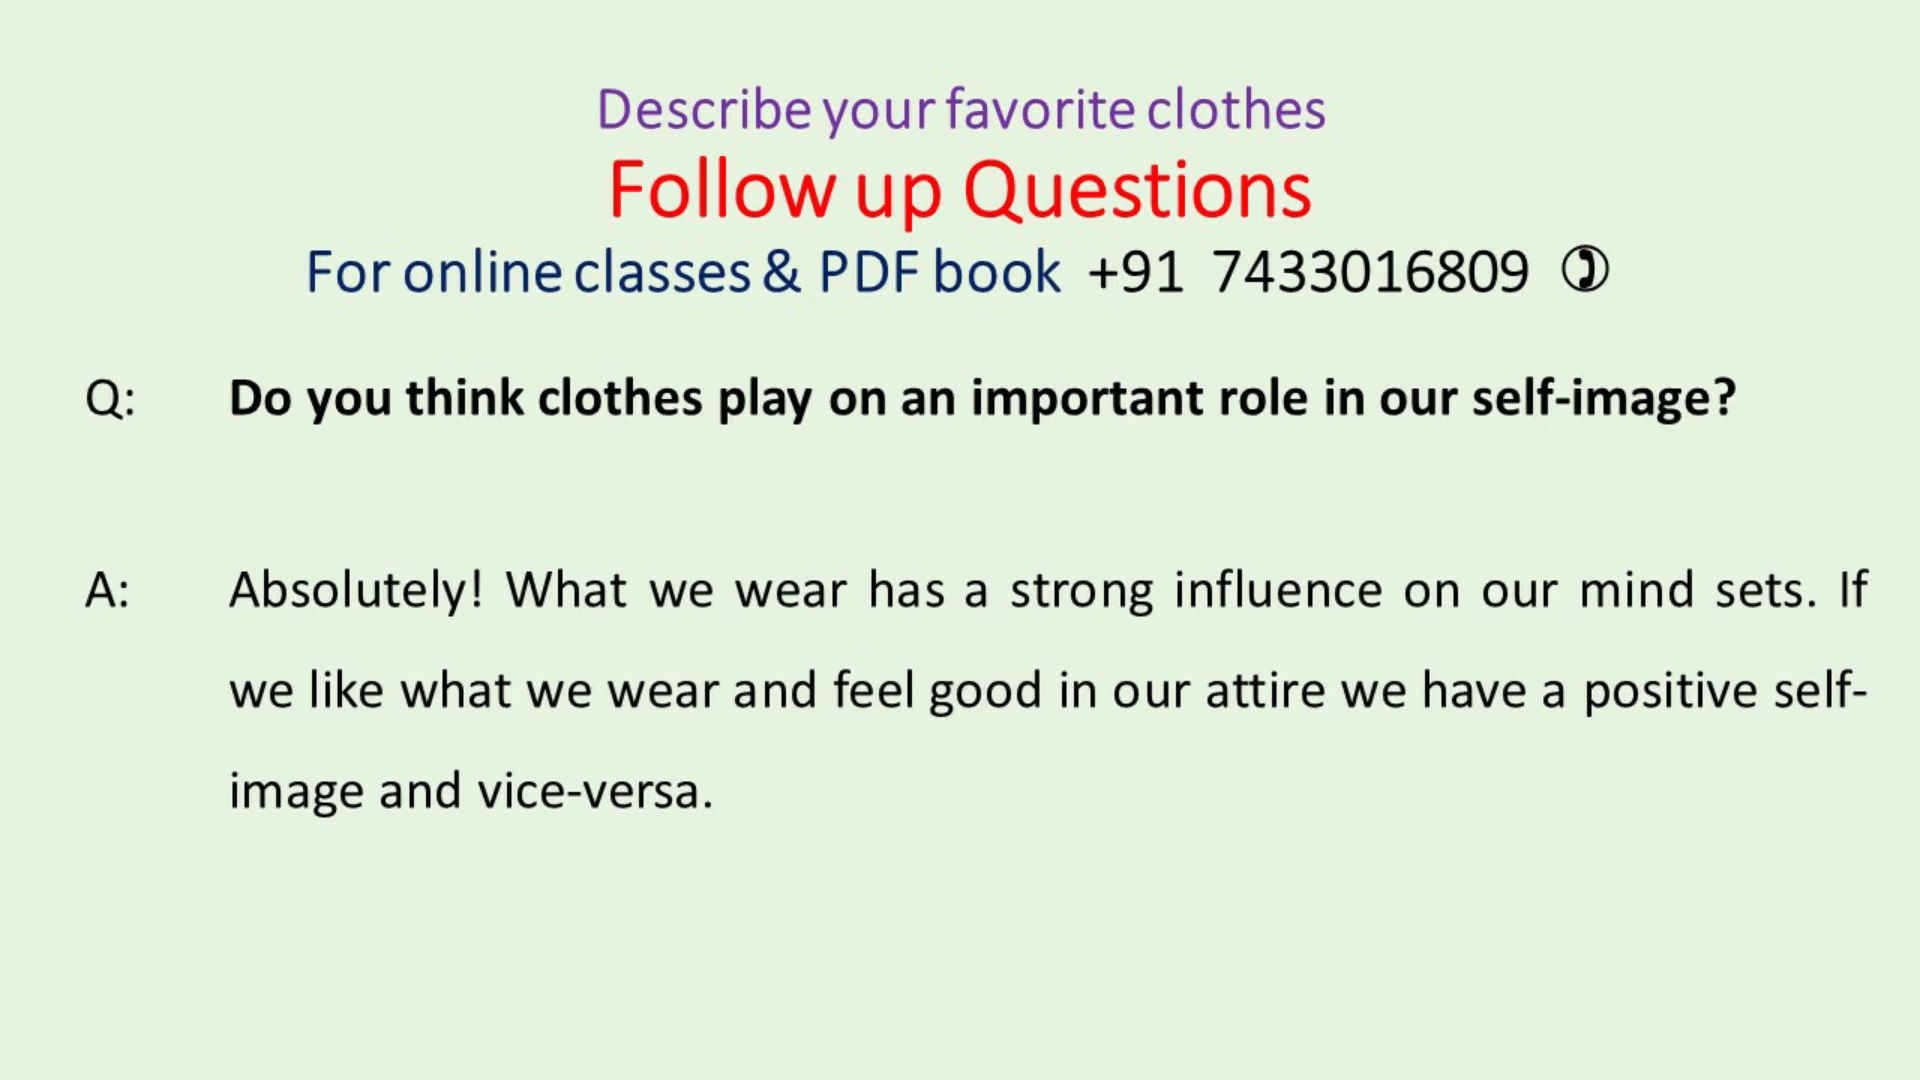 Describe your favorite clothes
Follow up Questions
For online classes & PDF book +91 7433016809 ✆
Q: Do you think clothes play on an important role in our self-image?
A: Absolutely! What we wear has a strong influence on our mind sets. If
we like what we wear and feel good in our attire we have a positive self-
image and vice-versa.